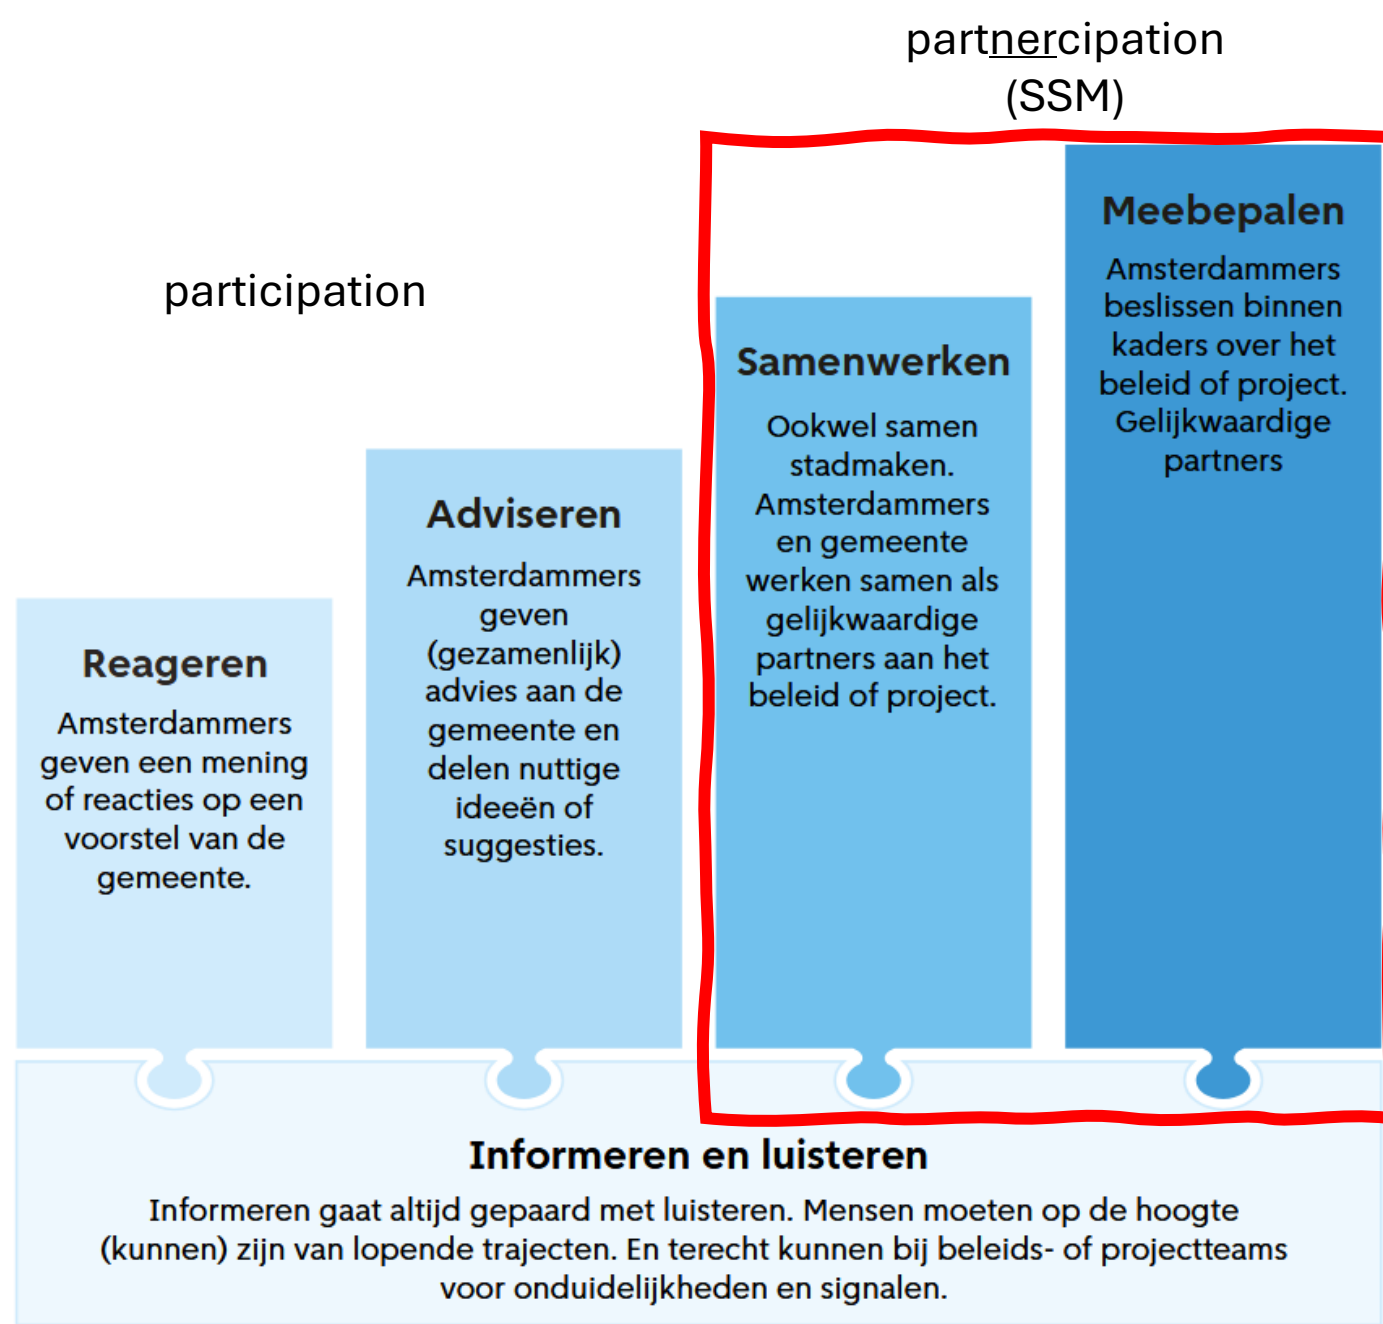 partnercipation
(SSM)
participation
Reageren
Amsterdammers
geven een mening
of reacties op een
voorstel van de
gemeente.
Adviseren
Amsterdammers
geven
(gezamenlijk)
advies aan de
gemeente en
delen nuttige
ideeën of
suggesties.
Samenwerken
Ookwel samen
stadmaken.
Amsterdammers
en gemeente
werken samen als
gelijkwaardige
partners aan het
beleid of project.
Meebepalen
Amsterdammers
beslissen binnen
kaders over het
beleid of project.
Gelijkwaardige
partners
Informeren en luisteren
Informeren gaat altijd gepaard met luisteren. Mensen moeten op de hoogte
(kunnen) zijn van lopende trajecten. En terecht kunnen bij beleids- of projectteams
voor onduidelijkheden en signalen.